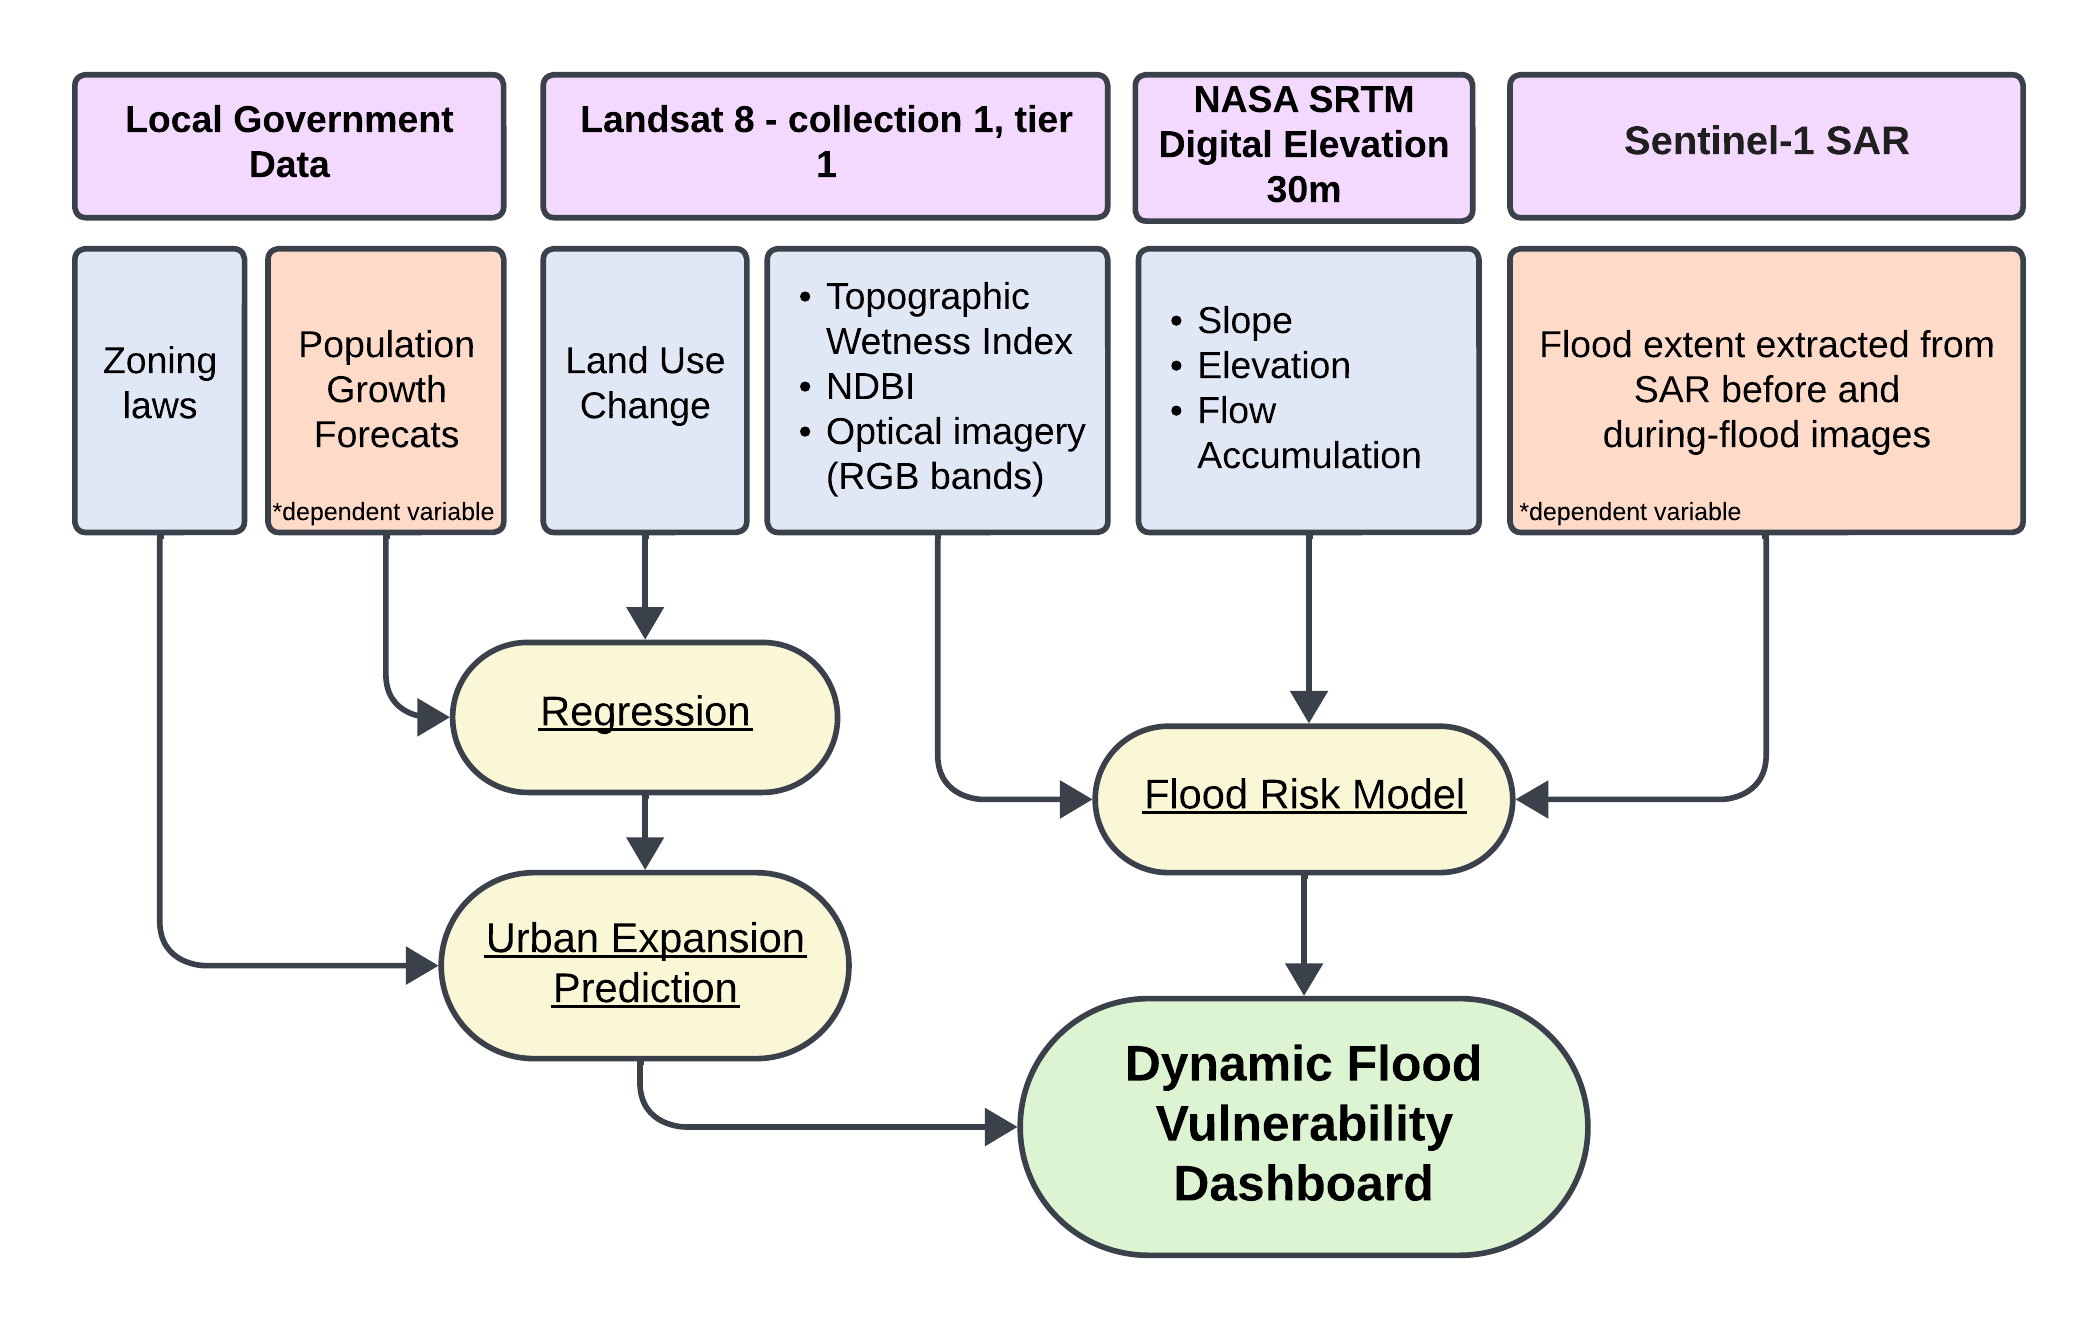 Local Government
Data
Landsat 8 - collection 1, tier
1
NASA SRTM
Digital Elevation
30m
Sentinel-1 SAR
Zoning
laws
Population
Growth
Forecats
*dependent variable
Land Use
Change
• Topographic
Wetness Index
• NDBI
• Optical imagery
(RGB bands)
• Slope
• Elevation
• Flow
Accumulation
Flood extent extracted from
SAR before and
during-flood images
*dependent variable
Regression
Flood Risk Model
Urban Expansion
Prediction
Dynamic Flood
Vulnerability
Dashboard